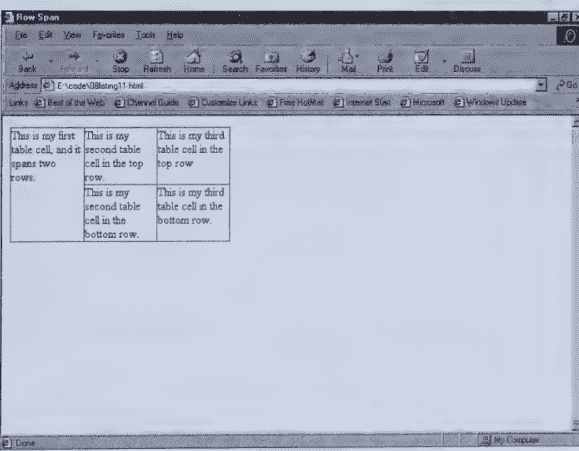 Row Span
File Edit View Favorites Tools Help
Back Forward Stop Refresh Home Search Favorites History Mail Print Edit Discuss
Address E:\code\08listing11.html Go
Links Best of the Web Channel Guide Customize Links Free HotMail Internet Start Microsoft Windows Update
This is my first
table cell, and it
spans two
rows.
This is my
second table
cell in the top
row.
This is my third
table cell in the
top row
This is my
second table
cell in the
bottom row.
This is my third
table cell in the
bottom row.
Done
My Computer